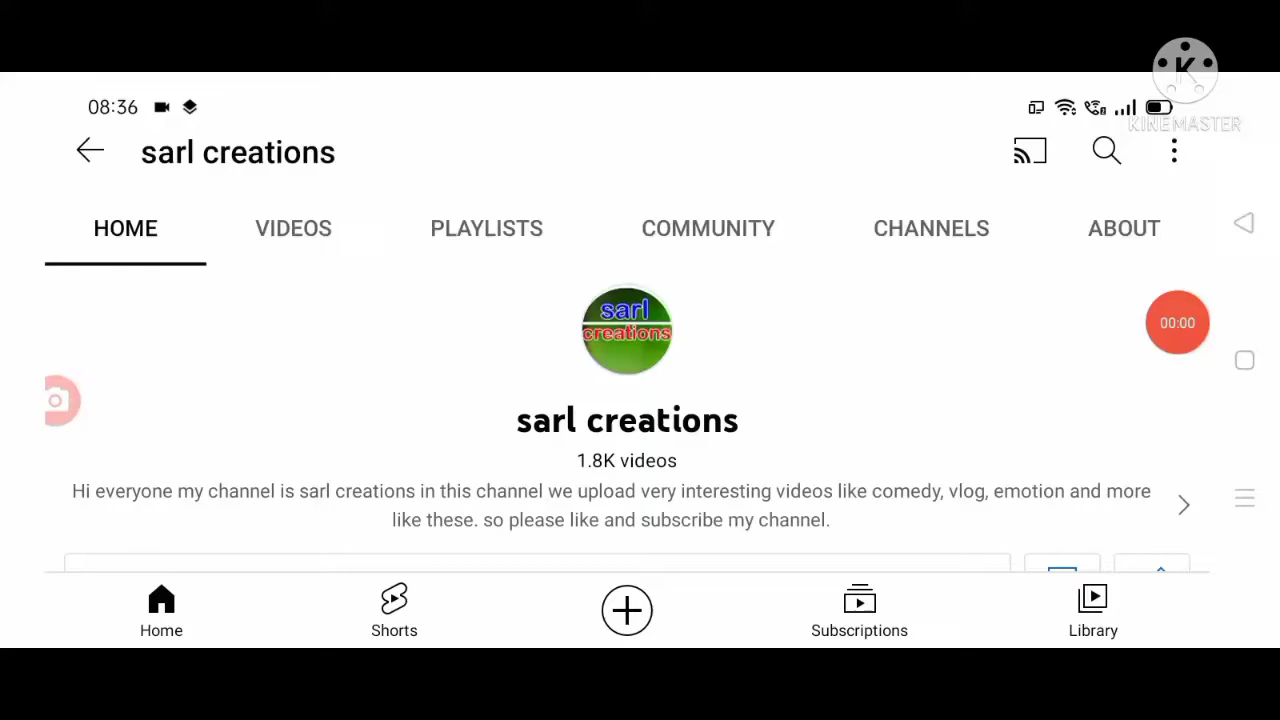 08:36
KINEMASTER
sarl creations
HOME VIDEOS PLAYLISTS COMMUNITY CHANNELS ABOUT
sarl
creations
00:00
sarl creations
1.8K videos
Hi everyone my channel is sarl creations in this channel we upload very interesting videos like comedy, vlog, emotion and more
like these. so please like and subscribe my channel.
Home Shorts Subscriptions Library